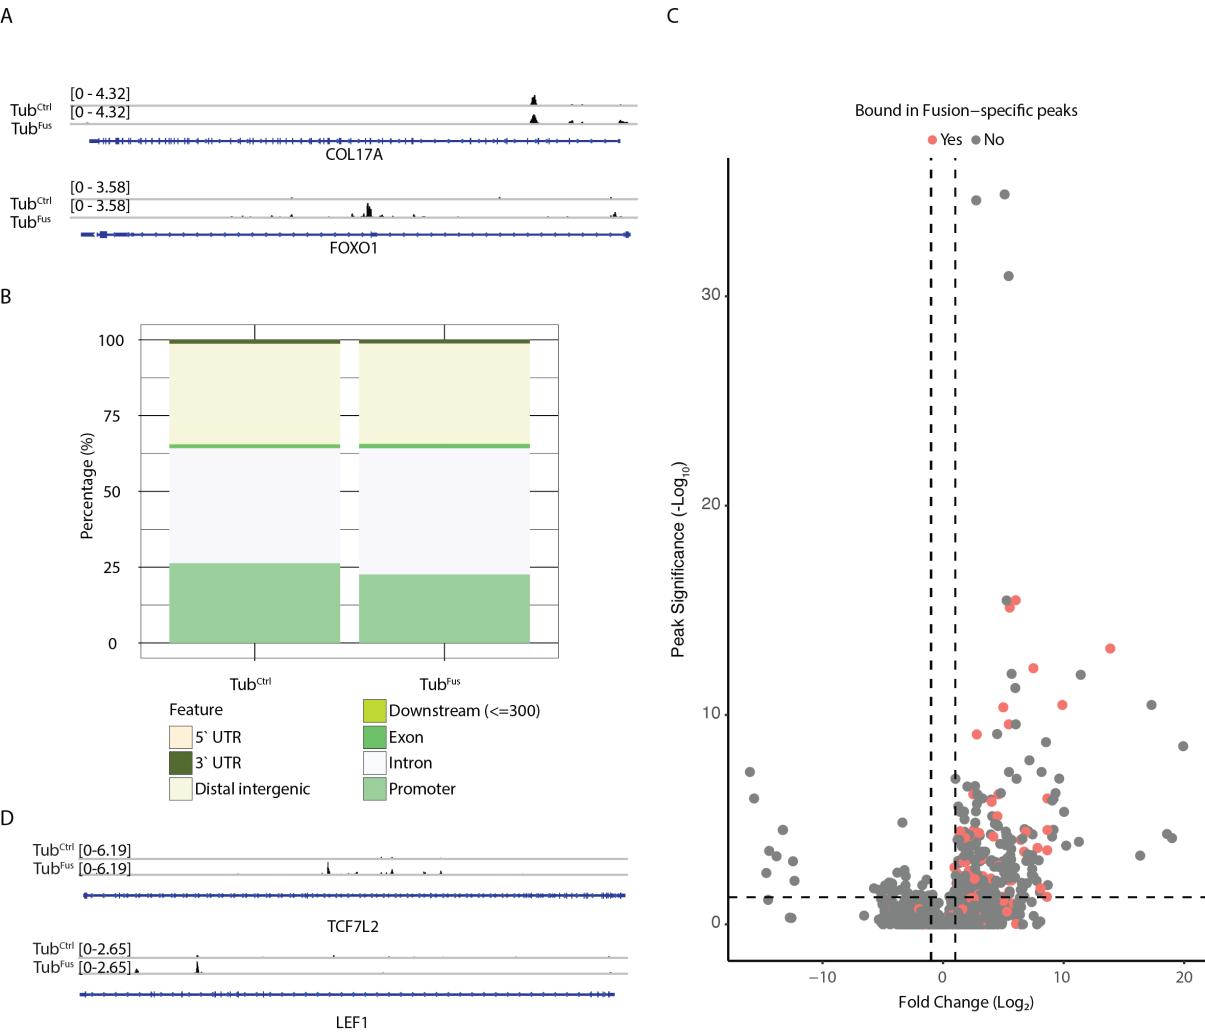 A
[0 - 4.32]
TubCtrl
[0 - 4.32]
TubFus
COL17A
[0 - 3.58]
TubCtrl
[0 - 3.58]
TubFus
FOXO1
B
100
75
50
25
0
Percentage (%)
TubCtrl
TubFus
Feature
5` UTR
3` UTR
Distal intergenic
Downstream (<=300)
Exon
Intron
Promoter
C
Bound in Fusion−specific peaks
Yes
No
30
20
10
0
Peak Significance (-Log10)
−10
0
10
20
Fold Change (Log2)
D
TubCtrl [0-6.19]
TubFus [0-6.19]
TCF7L2
TubCtrl [0-2.65]
TubFus [0-2.65]
LEF1